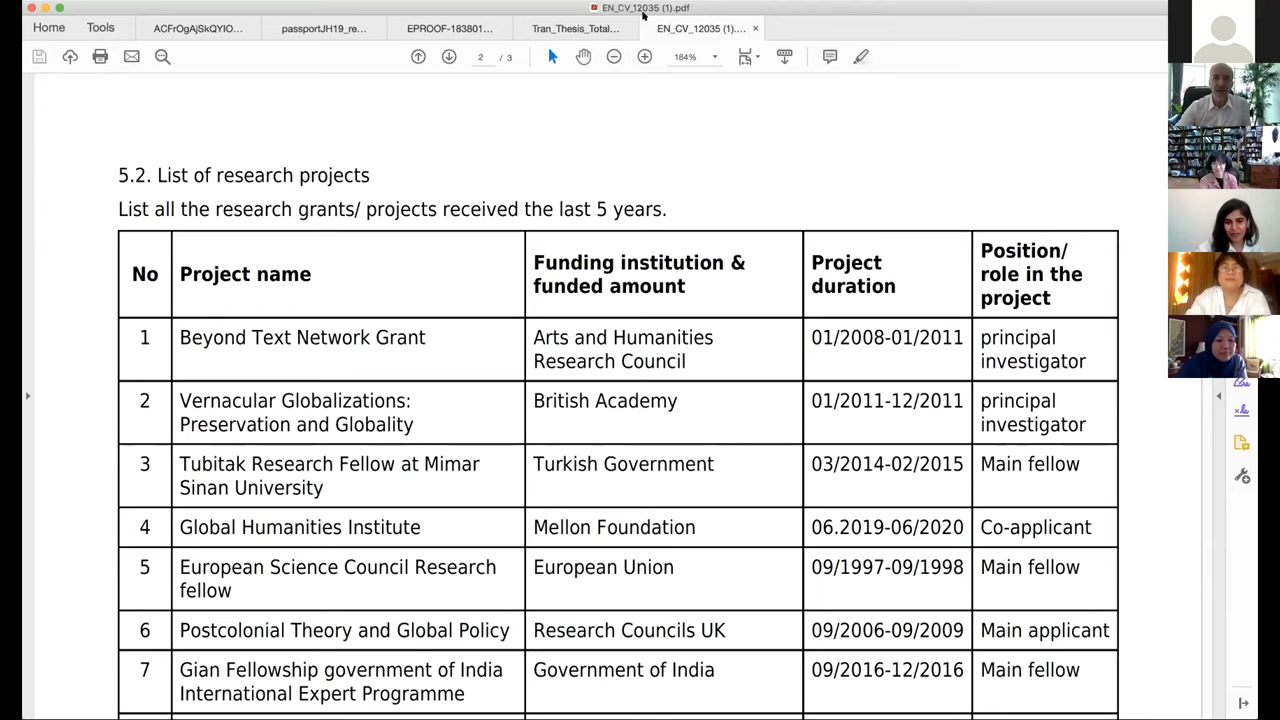 EN_CV_12035 (1).pdf
Home Tools ACFrOgAjSkQYIO... passportJH19_re... EPROOF-183801... Tran_Thesis_Total... EN_CV_12035 (1).... ×
2 / 3 184%
5.2. List of research projects
List all the research grants/ projects received the last 5 years.
No Project name Funding institution & funded amount Project duration Position/ role in the project
1 Beyond Text Network Grant Arts and Humanities Research Council 01/2008-01/2011 principal investigator
2 Vernacular Globalizations: Preservation and Globality British Academy 01/2011-12/2011 principal investigator
3 Tubitak Research Fellow at Mimar Sinan University Turkish Government 03/2014-02/2015 Main fellow
4 Global Humanities Institute Mellon Foundation 06.2019-06/2020 Co-applicant
5 European Science Council Research fellow European Union 09/1997-09/1998 Main fellow
6 Postcolonial Theory and Global Policy Research Councils UK 09/2006-09/2009 Main applicant
7 Gian Fellowship government of India International Expert Programme Government of India 09/2016-12/2016 Main fellow